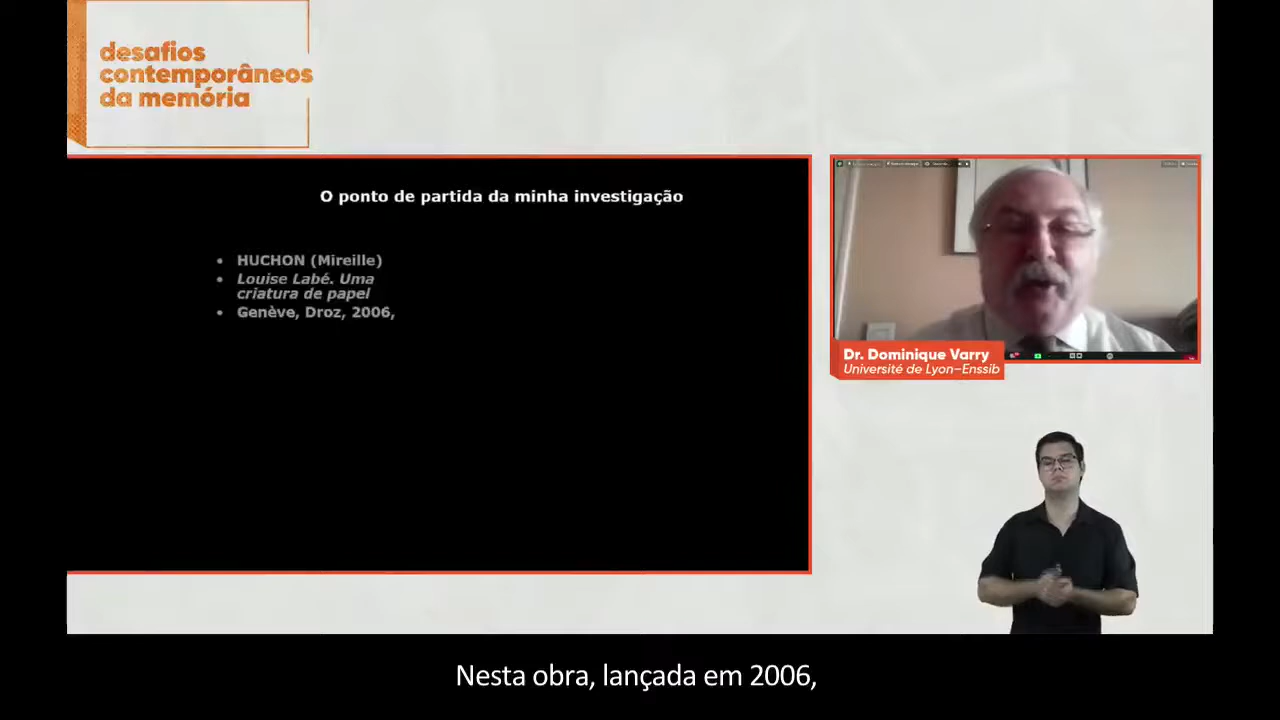 desafios
contemporâneos
da memória
O ponto de partida da minha investigação
• HUCHON (Mireille)
• Louise Labé. Uma
criatura de papel
• Genève, Droz, 2006,
Dr. Dominique Varry
Université de Lyon-Enssib
Nesta obra, lançada em 2006,